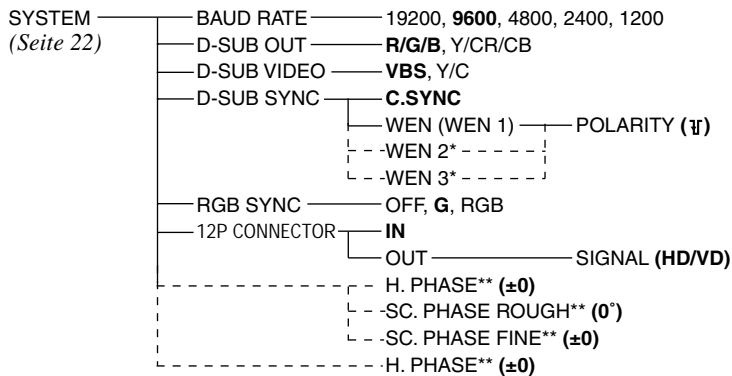 SYSTEM BAUD RATE 19200, 9600, 4800, 2400, 1200
(Seite 22) D-SUB OUT R/G/B, Y/CR/CB
D-SUB VIDEO VBS, Y/C
D-SUB SYNC C.SYNC
WEN (WEN 1) POLARITY ()
WEN 2*
WEN 3*
RGB SYNC OFF, G, RGB
12P CONNECTOR IN
OUT SIGNAL (HD/VD)
H. PHASE** (±0)
SC. PHASE ROUGH** (0°)
SC. PHASE FINE** (±0)
H. PHASE** (±0)